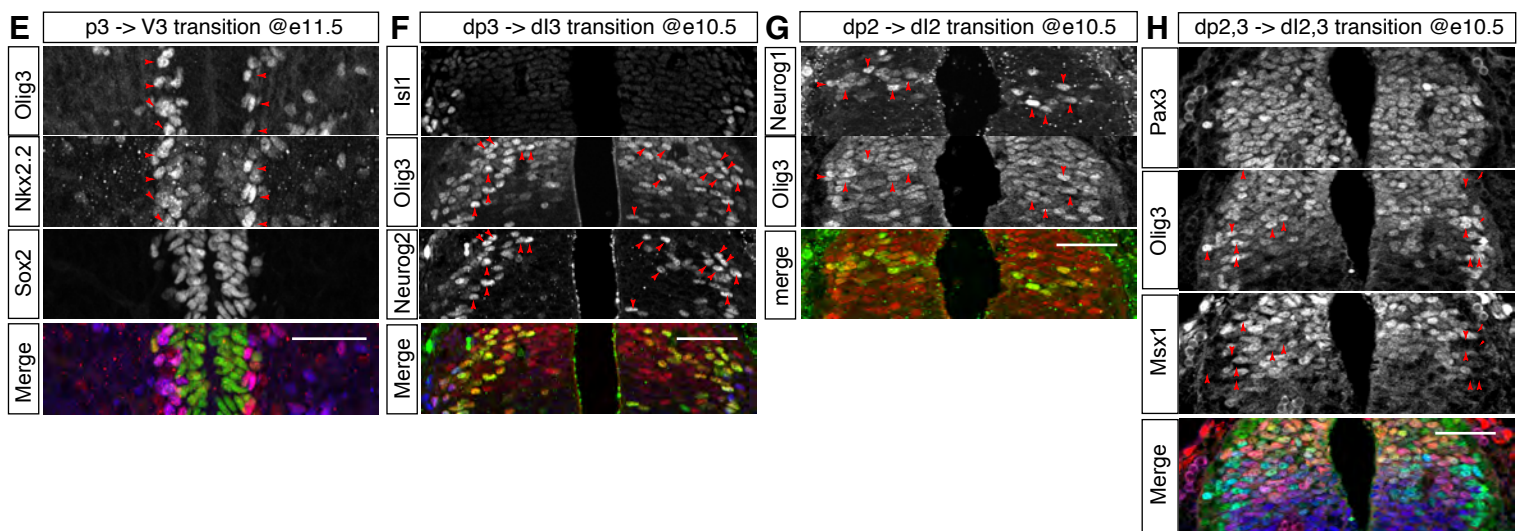 E
p3 -> V3 transition @e11.5
Olig3
Nkx2.2
Sox2
Merge
F
dp3 -> dI3 transition @e10.5
Isl1
Olig3
Neurog2
Merge
G
dp2 -> dI2 transition @e10.5
Neurog1
Olig3
merge
H
dp2,3 -> dI2,3 transition @e10.5
Pax3
Olig3
Msx1
Merge